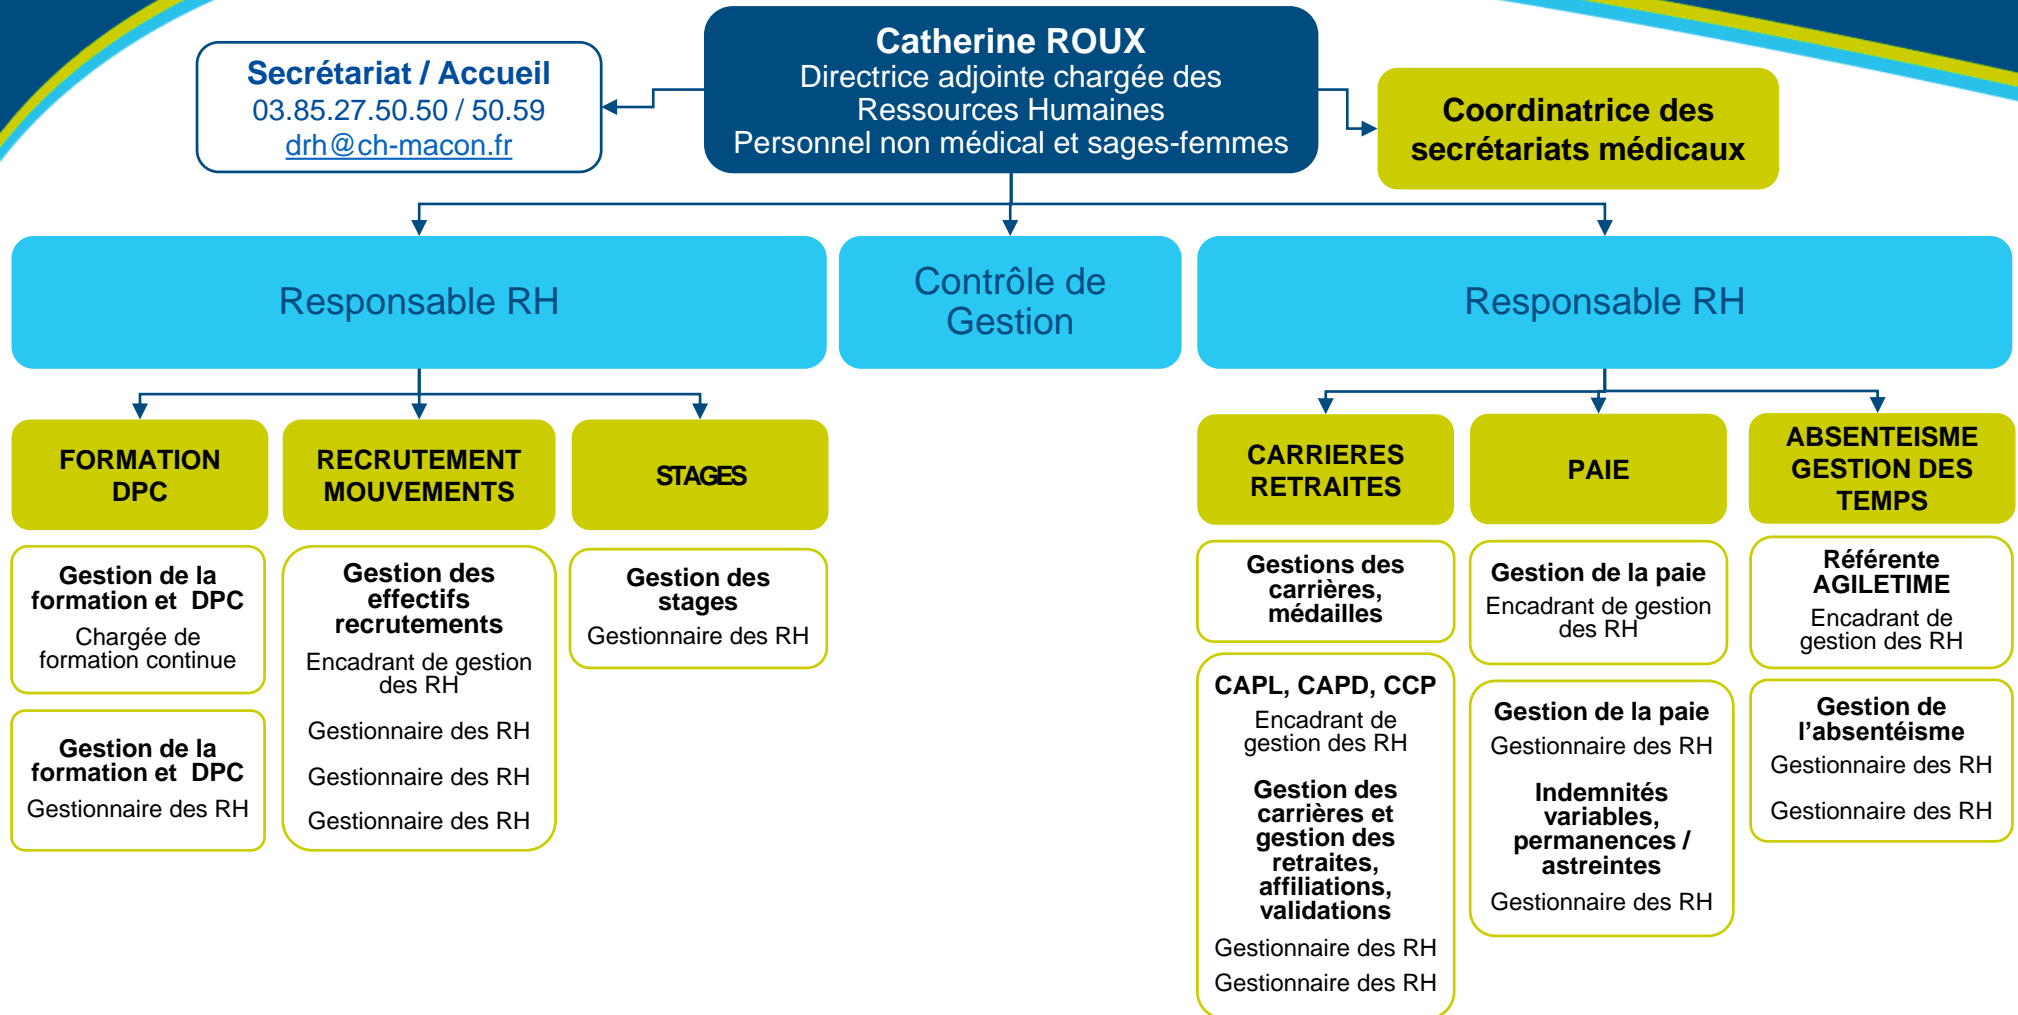 Catherine ROUX
Directrice adjointe chargée des
Ressources Humaines
Personnel non médical et sages-femmes
Secrétariat / Accueil
03.85.27.50.50 / 50.59
drh@ch-macon.fr
Coordinatrice des
secrétariats médicaux
Responsable RH
Contrôle de
Gestion
Responsable RH
FORMATION
DPC
RECRUTEMENT
MOUVEMENTS
STAGES
CARRIERES
RETRAITES
PAIE
ABSENTEISME
GESTION DES
TEMPS
Gestion de la
formation et DPC
Chargée de
formation continue
Gestion de la
formation et DPC
Gestionnaire des RH
Gestion des
effectifs
recrutements
Encadrant de gestion
des RH
Gestionnaire des RH
Gestionnaire des RH
Gestionnaire des RH
Gestion des
stages
Gestionnaire des RH
Gestions des
carrières,
médailles
CAPL, CAPD, CCP
Encadrant de
gestion des RH
Gestion des
carrières et
gestion des
retraites,
affiliations,
validations
Gestionnaire des RH
Gestionnaire des RH
Gestion de la paie
Encadrant de gestion
des RH
Gestion de la paie
Gestionnaire des RH
Indemnités
variables,
permanences /
astreintes
Gestionnaire des RH
Référente
AGILETIME
Encadrant de
gestion des RH
Gestion de
l'absentéisme
Gestionnaire des RH
Gestionnaire des RH